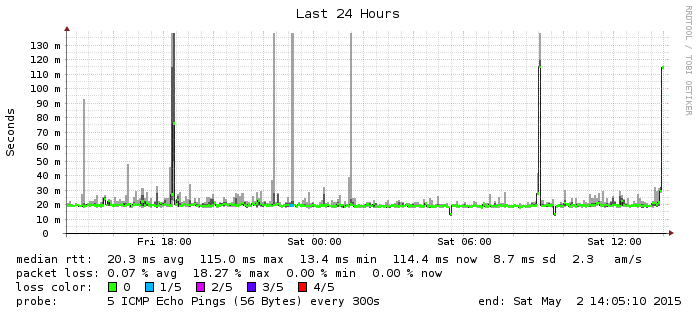 Last 24 Hours
RRDTOOL / TOBI OETIKER
Seconds
130 m
120 m
110 m
100 m
90 m
80 m
70 m
60 m
50 m
40 m
30 m
20 m
10 m
0
Fri 18:00 Sat 00:00 Sat 06:00 Sat 12:00
median rtt: 20.3 ms avg 115.0 ms max 13.4 ms min 114.4 ms now 8.7 ms sd 2.3 am/s
packet loss: 0.07 % avg 18.27 % max 0.00 % min 0.00 % now
loss color: 0 1/5 2/5 3/5 4/5
probe: 5 ICMP Echo Pings (56 Bytes) every 300s end: Sat May 2 14:05:10 2015